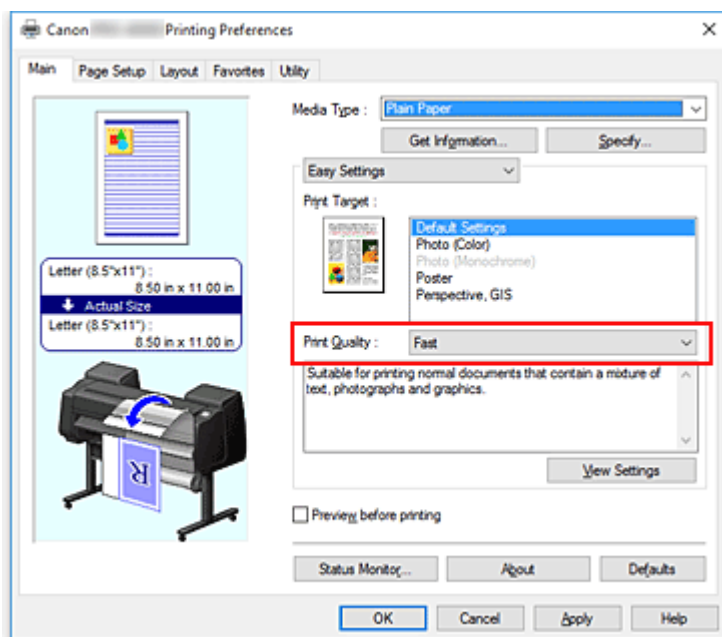 Canon Printing Preferences
Main Page Setup Layout Favorites Utility
Media Type : Plain Paper
Get Information... Specify...
Easy Settings
Print Target :
Default Settings
Photo (Color)
Photo (Monochrome)
Poster
Perspective, GIS
Letter (8.5"x11") :
8.50 in x 11.00 in
Actual Size
Letter (8.5"x11") :
8.50 in x 11.00 in
Print Quality : Fast
Suitable for printing normal documents that contain a mixture of
text, photographs and graphics.
R
View Settings
Preview before printing
Status Monitor... About Defaults
OK Cancel Apply Help